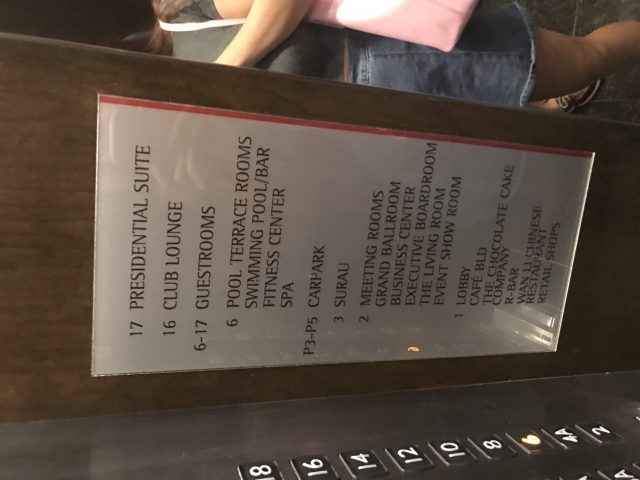 17 PRESIDENTIAL SUITE
16 CLUB LOUNGE
6-17 GUESTROOMS
6 POOL TERRACE ROOMS
SWIMMING POOL/BAR
FITNESS CENTER
SPA
P3-P5 CARPARK
3 SURAU
2 MEETING ROOMS
GRAND BALLROOM
BUSINESS CENTER
EXECUTIVE BOARDROOM
THE LIVING ROOM
EVENT SHOW ROOM
1 LOBBY
CAFE BLD
THE CHOCOLATE CAKE
COMPANY
R-BAR
WAN LI CHINESE
RESTAURANT
RETAIL SHOPS
18
16
14
12
10
8
6
4A
2